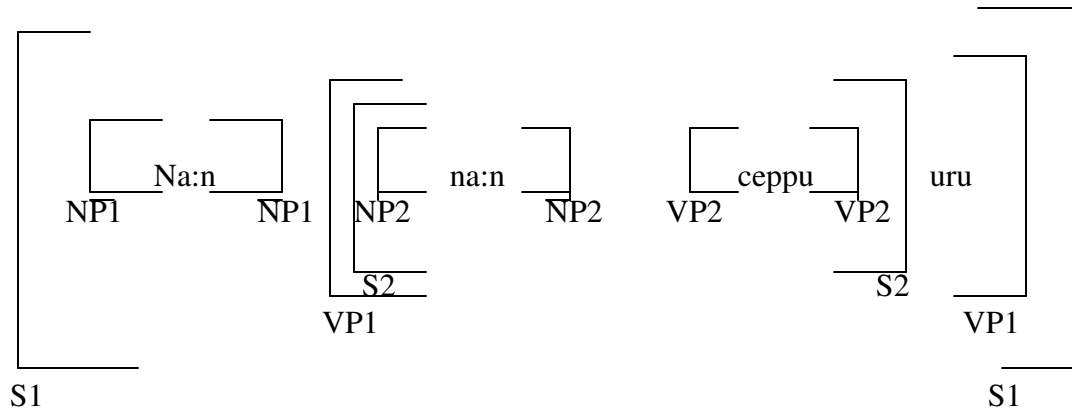 Na:n na:n ceppu uru
NP1 NP1 NP2 NP2 VP2 VP2
S2 S2
VP1 VP1
S1 S1